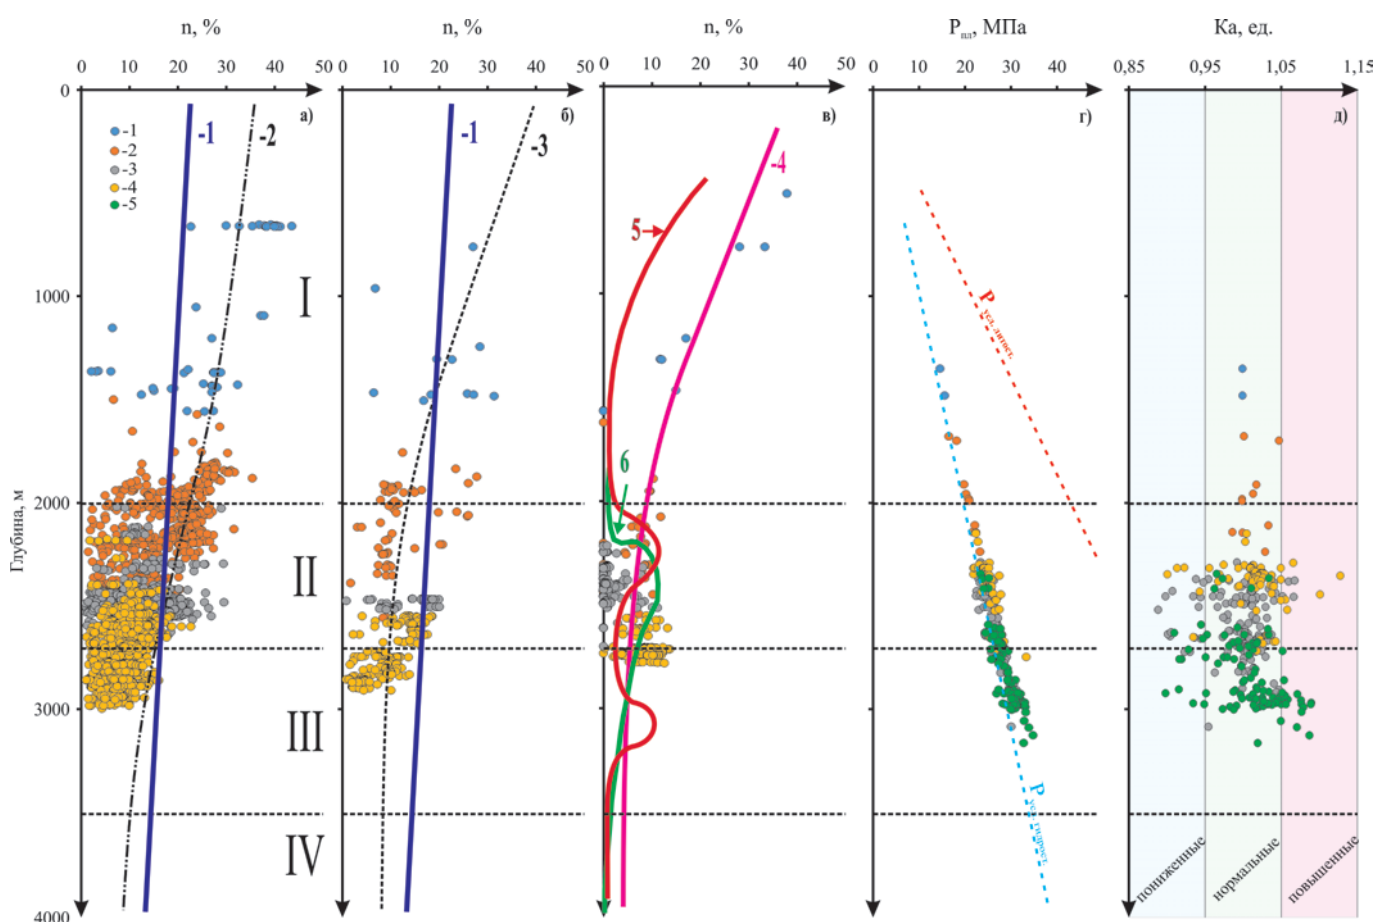 n, %
n, %
n, %
Pпл, МПа
Ка, ед.
0 10 20 30 40 50
0 10 20 30 40 50
0 10 20 30 40 50
0 10 20 30 40
0,85 0,95 1,05 1,15
0
1000
2000
3000
4000
Глубина, м
а)
б)
в)
г)
д)
-1
-2
-3
-4
-5
-1
-2
-1
-3
-4
5
6
I
II
III
IV
Р усл. литост.
Р усл. гидрост.
пониженные
нормальные
повышенные